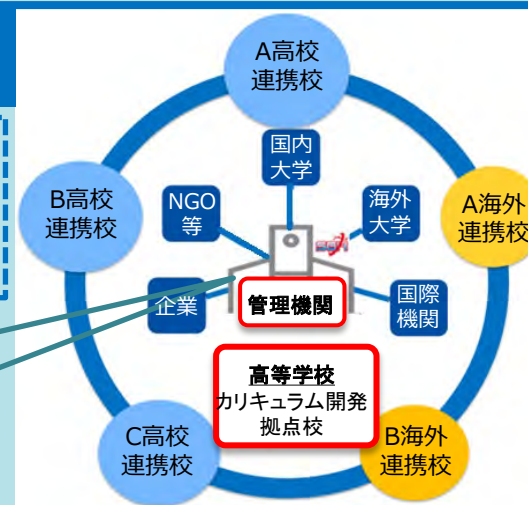 A高校
連携校
国内
大学
B高校
連携校
NGO
等
海外
大学
A海外
連携校
企業
管理機関
国際
機関
高等学校
カリキュラム開発
拠点校
C高校
連携校
B海外
連携校